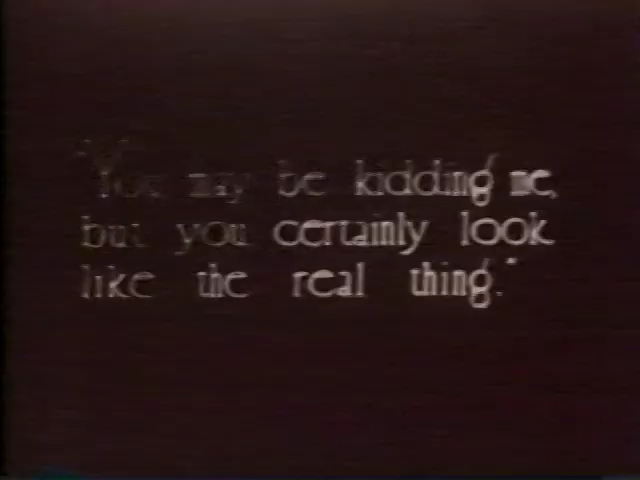 "You may be kidding me,
but you certainly look
like the real thing."